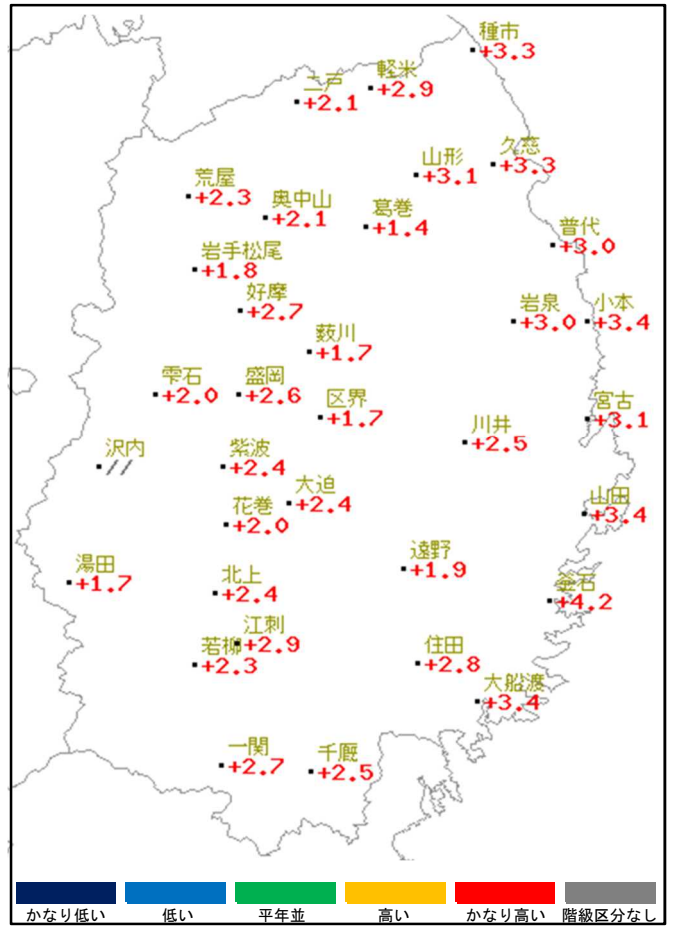 種市
+3.3
軽米
+2.9
二戸
+2.1
久慈
+3.3
山形
+3.1
荒屋
+2.3
奥中山
+2.1
葛巻
+1.4
普代
+3.0
岩手松尾
+1.8
好摩
+2.7
岩泉
+3.0
小本
+3.4
薮川
+1.7
雫石
+2.0
盛岡
+2.6
区界
+1.7
宮古
+3.1
川井
+2.5
沢内
//
紫波
+2.4
大迫
+2.4
花巻
+2.0
山田
+3.4
湯田
+1.7
北上
+2.4
遠野
+1.9
釜石
+4.2
江刺
+2.9
若柳
+2.3
住田
+2.8
大船渡
+3.4
一関
+2.7
千厩
+2.5
かなり低い 低い 平年並 高い かなり高い 階級区分なし